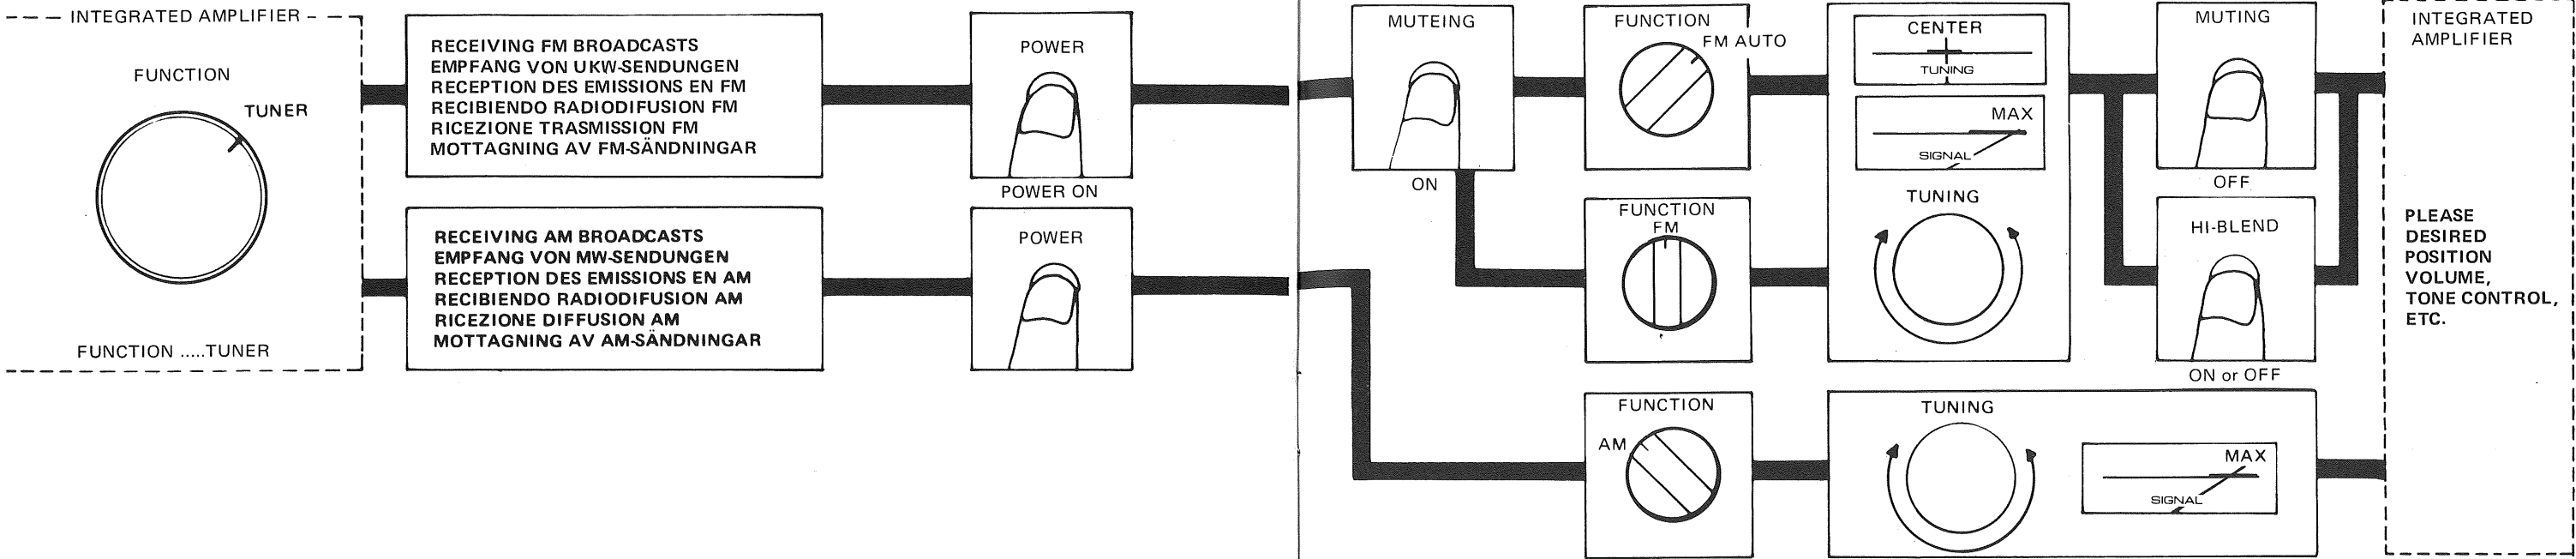 INTEGRATED AMPLIFIER
FUNCTION
TUNER
FUNCTION .....TUNER
RECEIVING FM BROADCASTS
EMPFANG VON UKW-SENDUNGEN
RECEPTION DES EMISSIONS EN FM
RECIBIENDO RADIODIFUSION FM
RICEZIONE TRASMISSION FM
MOTTAGNING AV FM-SÄNDNINGAR
POWER
POWER ON
RECEIVING AM BROADCASTS
EMPFANG VON MW-SENDUNGEN
RECEPTION DES EMISSIONS EN AM
RECIBIENDO RADIODIFUSION AM
RICEZIONE DIFFUSION AM
MOTTAGNING AV AM-SÄNDNINGAR
POWER
MUTEING
ON
FUNCTION
FM AUTO
FUNCTION
FM
CENTER
TUNING
MAX
SIGNAL
TUNING
MUTING
OFF
HI-BLEND
ON or OFF
FUNCTION
AM
TUNING
MAX
SIGNAL
INTEGRATED
AMPLIFIER
PLEASE
DESIRED
POSITION
VOLUME,
TONE CONTROL,
ETC.